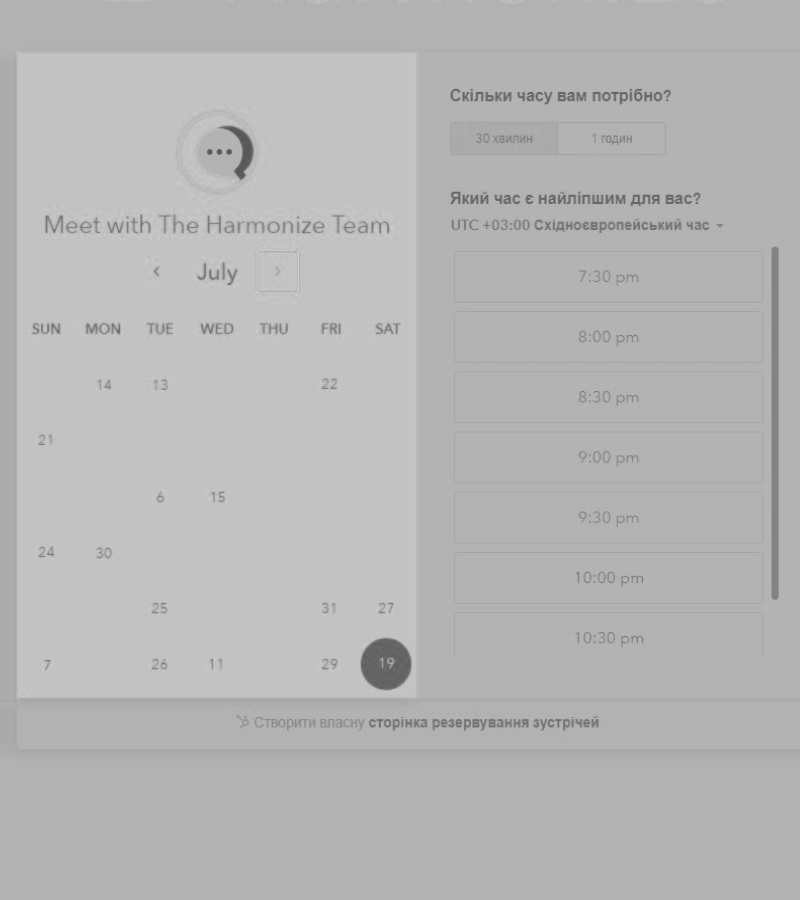 Meet with The Harmonize Team
July
SUN MON TUE WED THU FRI SAT
14 13 22
21
6 15
24 30
25 31 27
7 26 11 29 19
Скільки часу вам потрібно?
30 хвилин 1 годин
Який час є найліпшим для вас?
UTC +03:00 Східноєвропейський час
7:30 pm
8:00 pm
8:30 pm
9:00 pm
9:30 pm
10:00 pm
10:30 pm
Створити власну сторінка резервування зустрічей